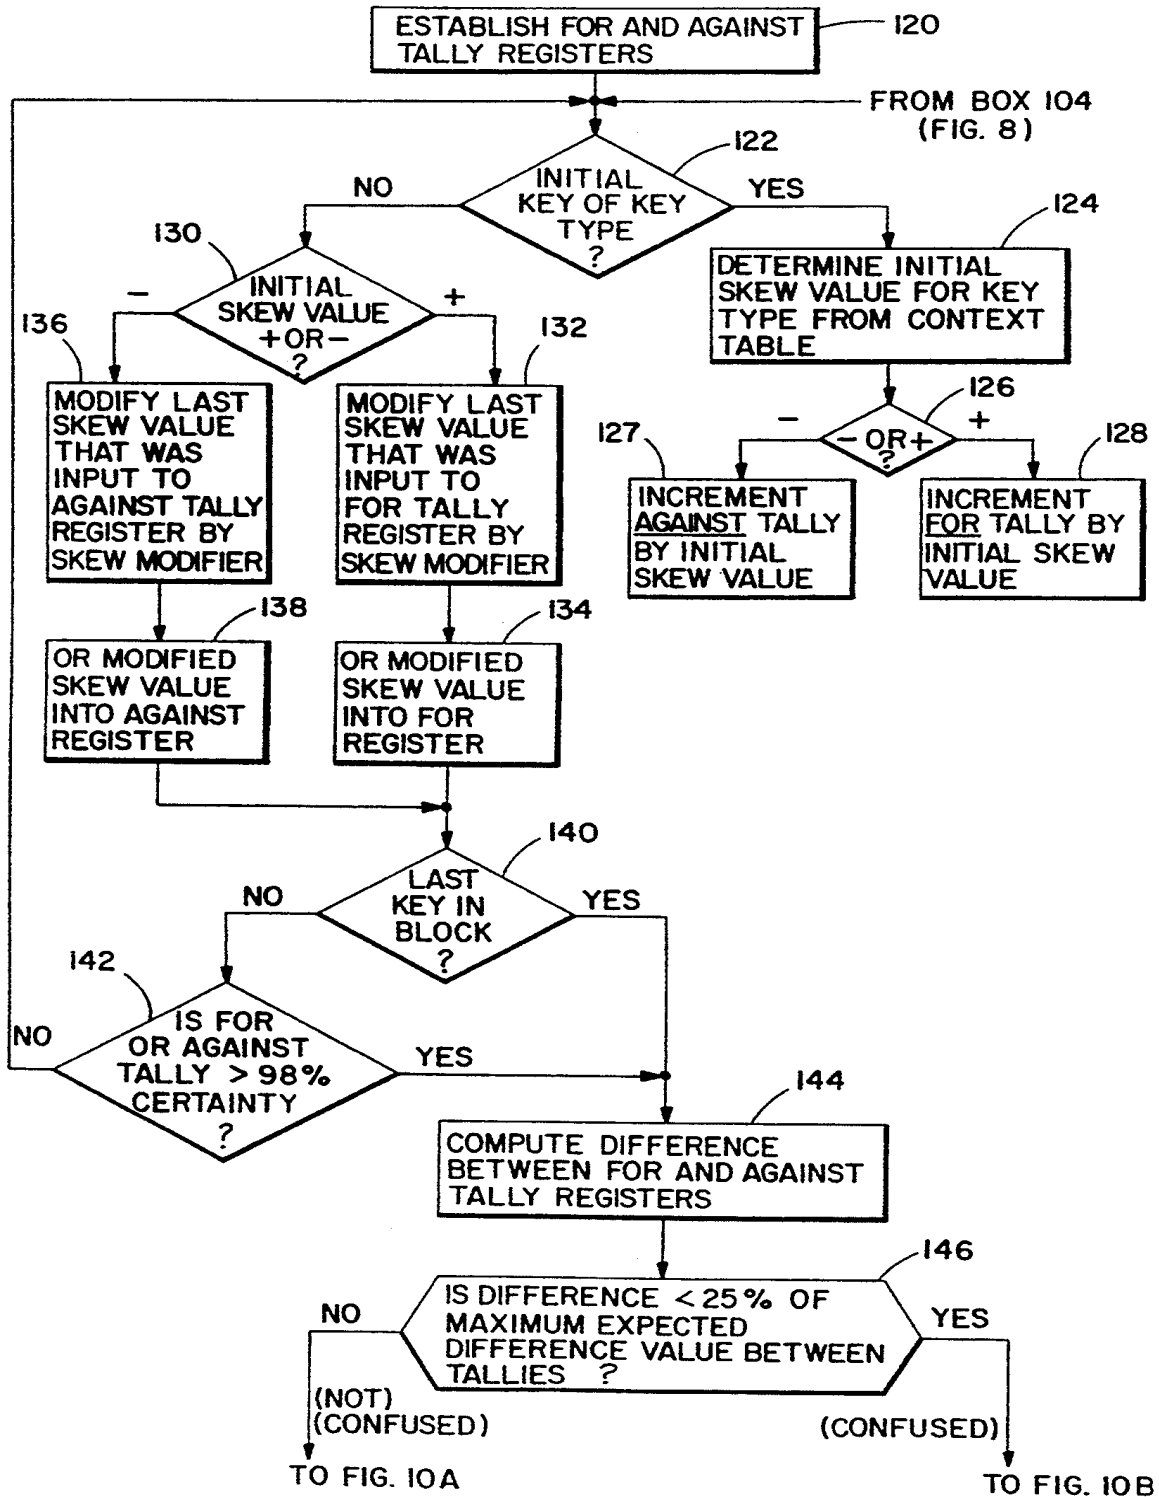 ESTABLISH FOR AND AGAINST
TALLY REGISTERS
120
FROM BOX 104
(FIG. 8)
122
INITIAL
KEY OF KEY
TYPE
?
NO
YES
124
DETERMINE INITIAL
SKEW VALUE FOR KEY
TYPE FROM CONTEXT
TABLE
130
INITIAL
SKEW VALUE
+OR-
?
-
+
136
MODIFY LAST
SKEW VALUE
THAT WAS
INPUT TO
AGAINST TALLY
REGISTER BY
SKEW MODIFIER
132
MODIFY LAST
SKEW VALUE
THAT WAS
INPUT TO
FOR TALLY
REGISTER BY
SKEW MODIFIER
126
- OR+
?
-
+
127
INCREMENT
AGAINST TALLY
BY INITIAL
SKEW VALUE
128
INCREMENT
FOR TALLY BY
INITIAL SKEW
VALUE
138
OR MODIFIED
SKEW VALUE
INTO AGAINST
REGISTER
134
OR MODIFIED
SKEW VALUE
INTO FOR
REGISTER
140
LAST
KEY IN
BLOCK
?
NO
YES
142
IS FOR
OR AGAINST
TALLY > 98%
CERTAINTY
?
NO
YES
144
COMPUTE DIFFERENCE
BETWEEN FOR AND AGAINST
TALLY REGISTERS
146
IS DIFFERENCE < 25% OF
MAXIMUM EXPECTED
DIFFERENCE VALUE BETWEEN
TALLIES ?
NO
YES
(NOT)
(CONFUSED)
(CONFUSED)
TO FIG. 10A
TO FIG. 10B